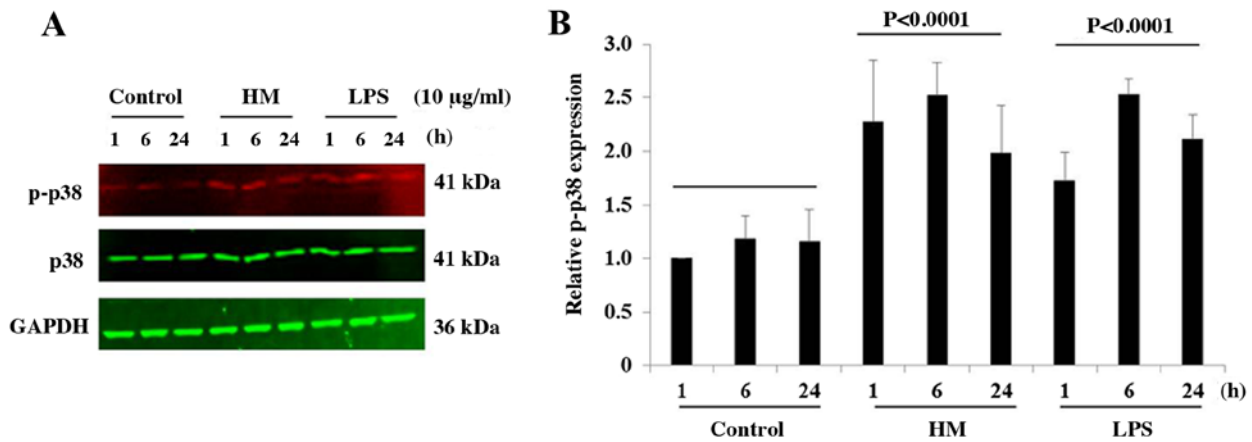 A
Control HM LPS (10 µg/ml)
1 6 24 1 6 24 1 6 24 (h)
p-p38 41 kDa
p38 41 kDa
GAPDH 36 kDa
B
P<0.0001 P<0.0001
Relative p-p38 expression
3.0
2.5
2.0
1.5
1.0
0.5
0
1 6 24 1 6 24 1 6 24 (h)
Control HM LPS